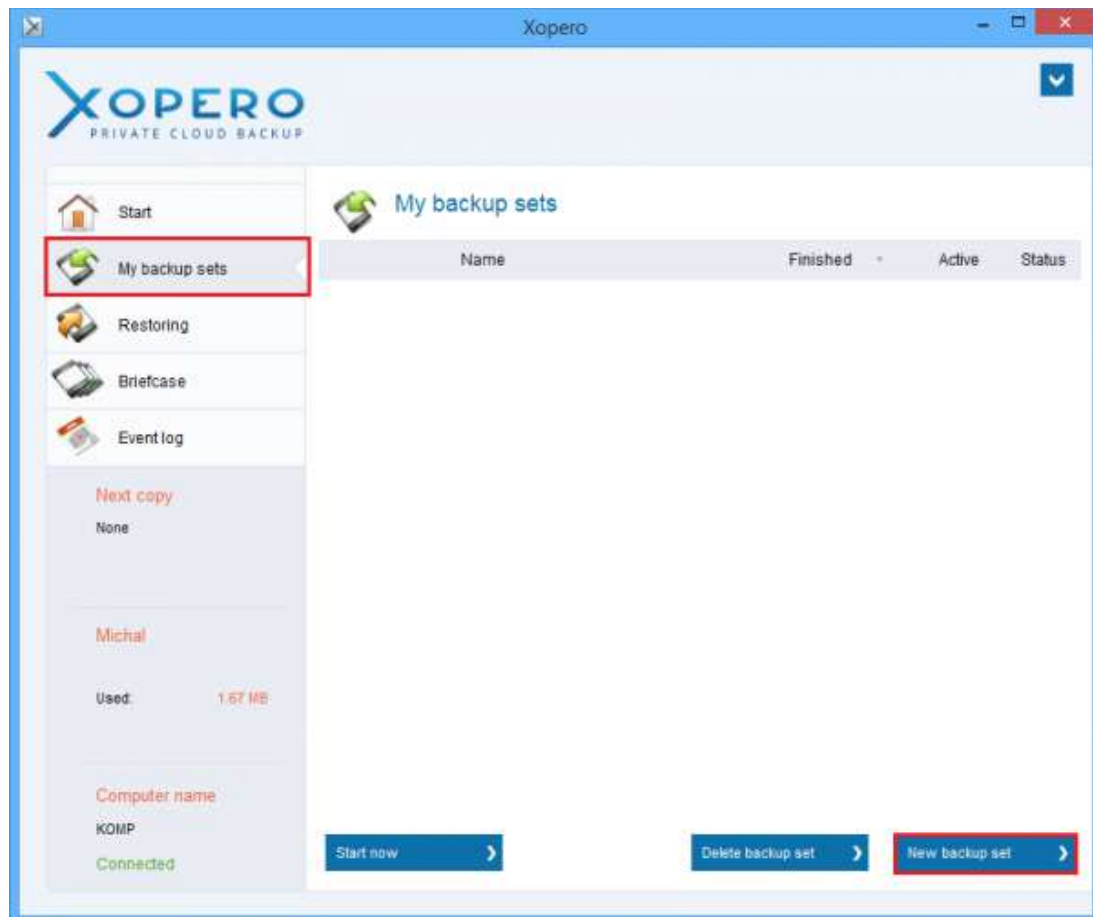 Xopero
XOPERO
PRIVATE CLOUD BACKUP
Start
My backup sets
Restoring
Briefcase
Event log
Next copy
None
Michal
Used: 1.67 MB
Computer name
KOMP
Connected
My backup sets
Name Finished Active Status
Start now Delete backup set New backup set